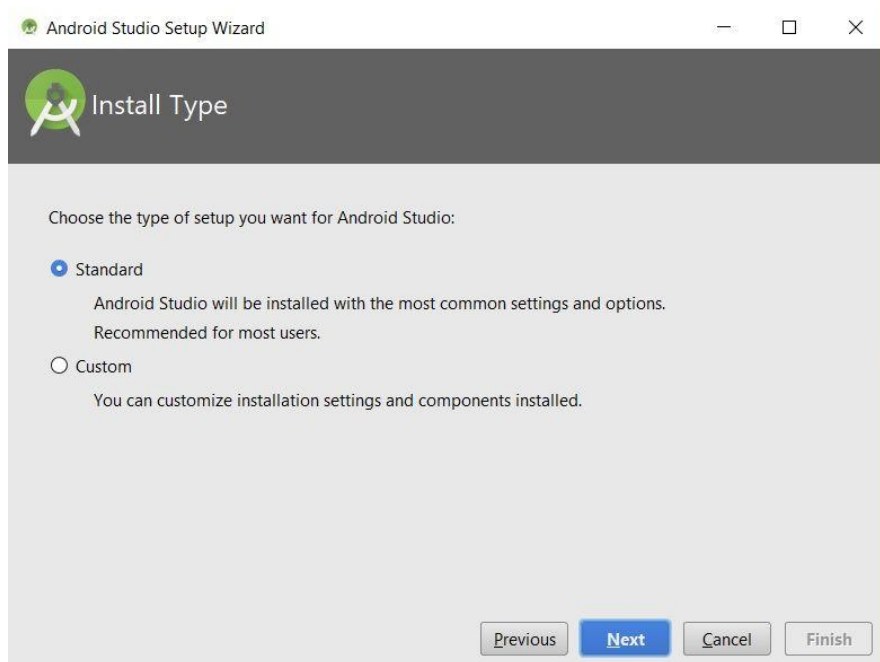 Android Studio Setup Wizard
Install Type
Choose the type of setup you want for Android Studio:
Standard
Android Studio will be installed with the most common settings and options.
Recommended for most users.
Custom
You can customize installation settings and components installed.
Previous Next Cancel Finish